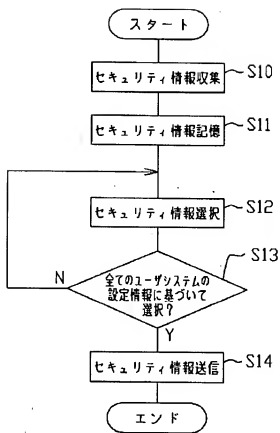 スタート
セキュリティ情報収集
S10
セキュリティ情報記憶
S11
セキュリティ情報選択
S12
S13
全てのユーザシステムの
設定情報に基づいて
選択?
N
Y
セキュリティ情報送信
S14
エンド